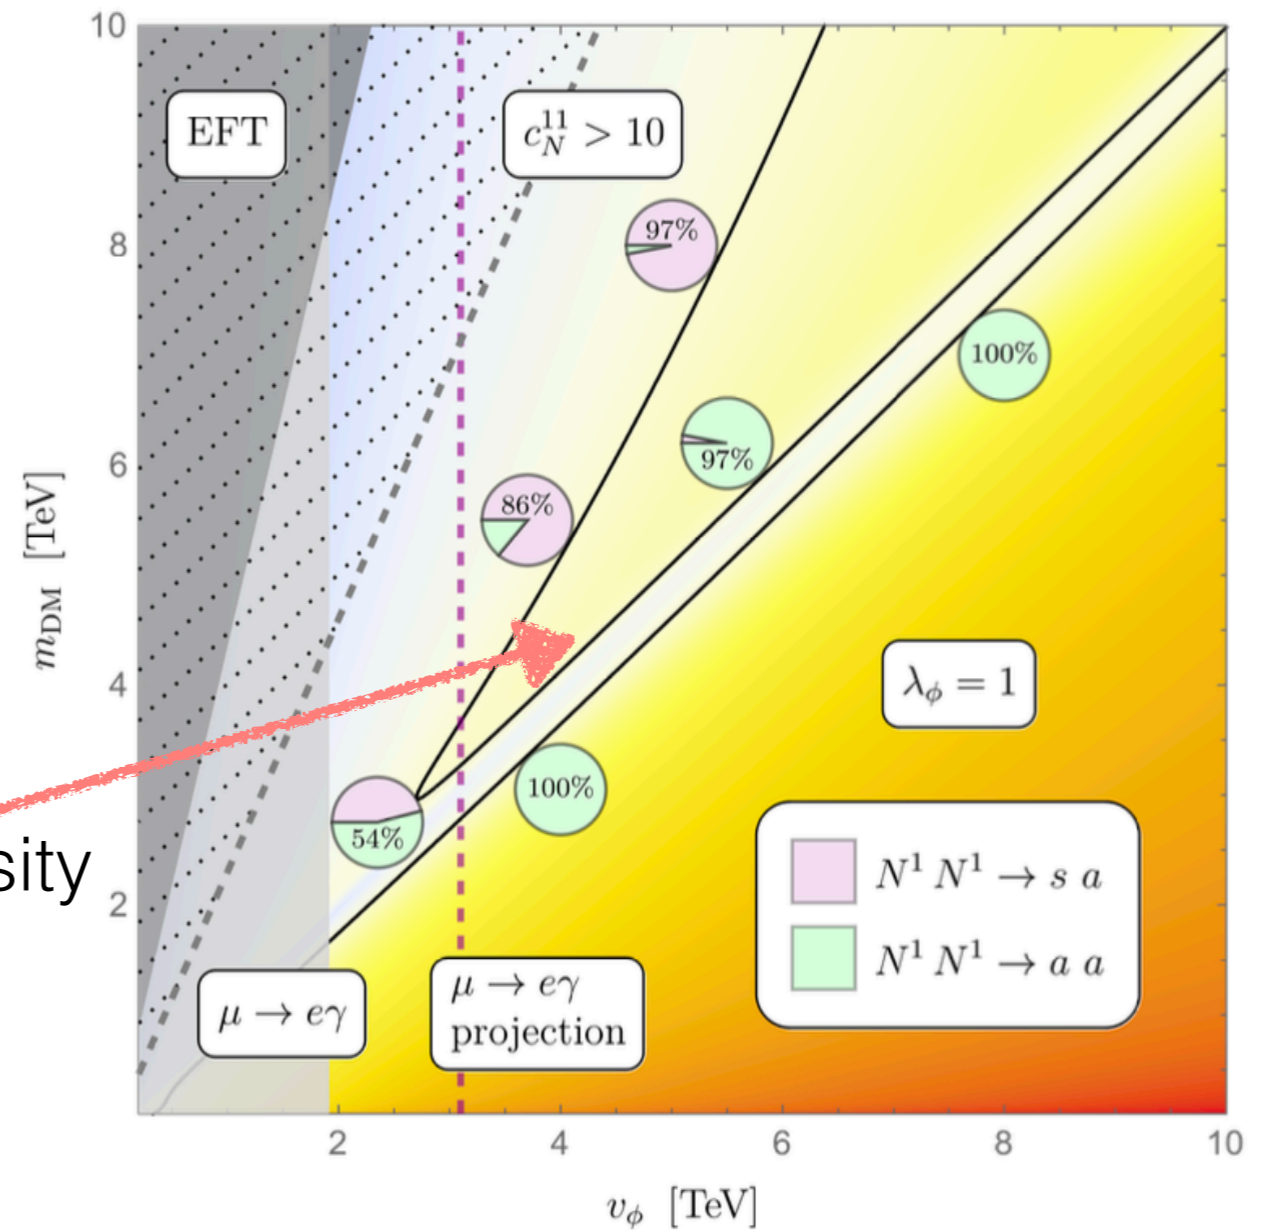 10
EFT
c_N^{11} > 10
97%
8
100%
97%
6
m_DM [TeV]
86%
4
λ_ϕ = 1
100%
54%
2
N^1 N^1 → s a
N^1 N^1 → a a
μ → eγ
μ → eγ
projection
2 4 6 8 10
v_ϕ [TeV]